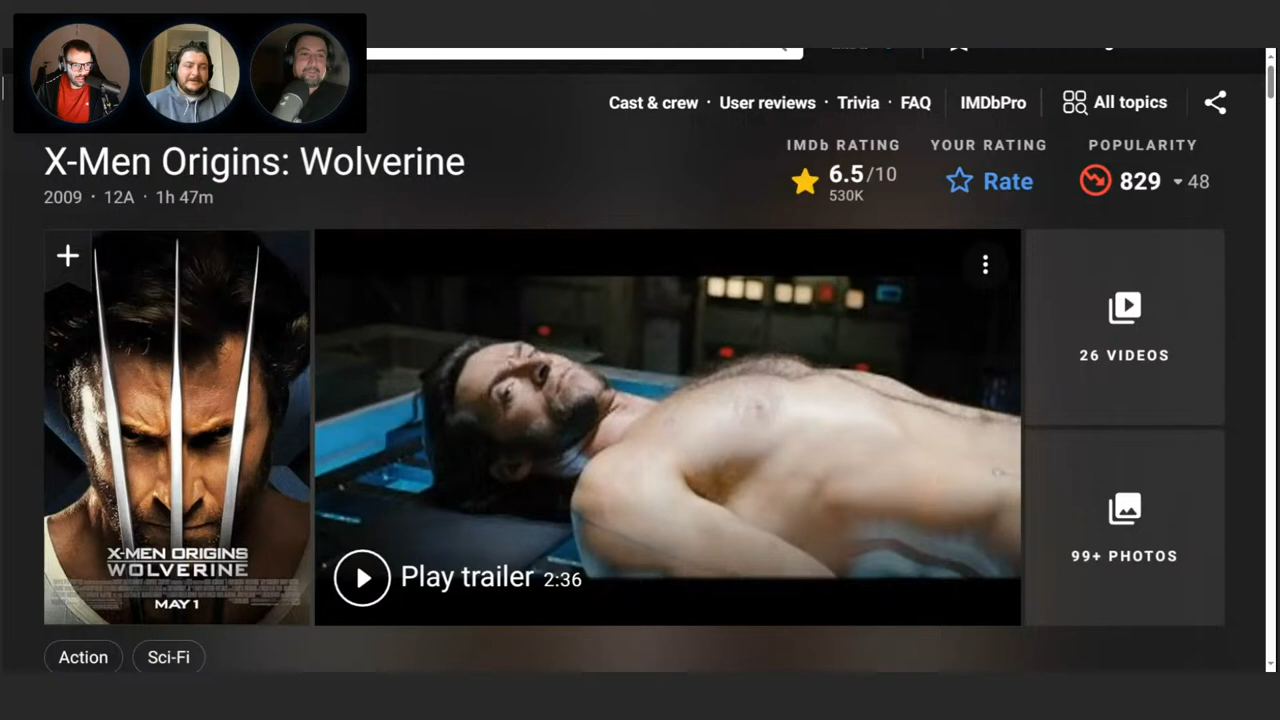 Cast & crew · User reviews · Trivia · FAQ IMDbPro All topics
X-Men Origins: Wolverine
2009 · 12A · 1h 47m
IMDb RATING
6.5/10
530K
YOUR RATING
Rate
POPULARITY
829 48
X-MEN ORIGINS
WOLVERINE
MAY 1
Play trailer 2:36
26 VIDEOS
99+ PHOTOS
Action
Sci-Fi